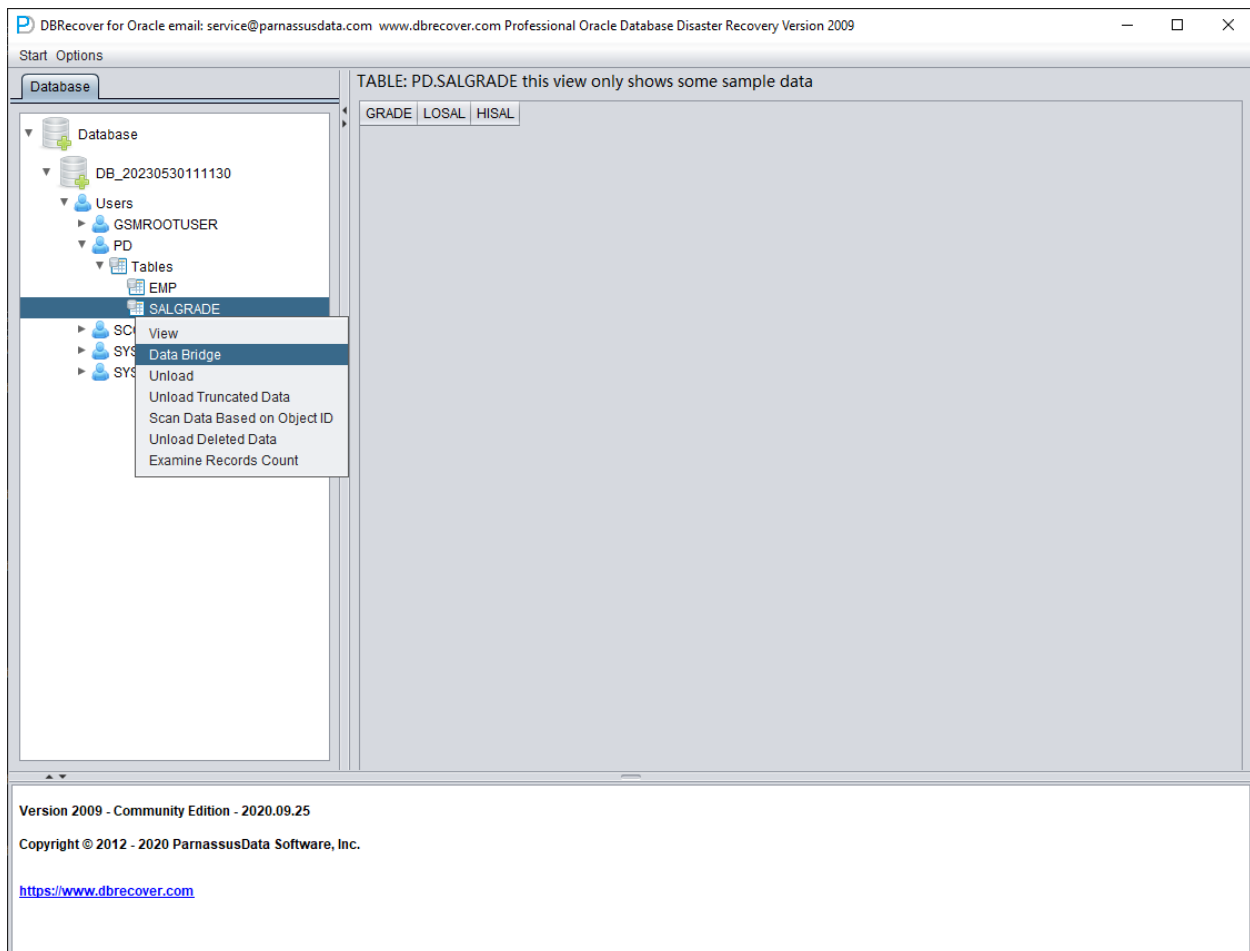 DBRecover for Oracle email: service@parnassusdata.com www.dbrecover.com Professional Oracle Database Disaster Recovery Version 2009
Start Options
Database
TABLE: PD.SALGRADE this view only shows some sample data
GRADE LOSAL HISAL
Database
DB_20230530111130
Users
GSMROOTUSER
PD
Tables
EMP
SALGRADE
View
Data Bridge
Unload
Unload Truncated Data
Scan Data Based on Object ID
Unload Deleted Data
Examine Records Count
Version 2009 - Community Edition - 2020.09.25
Copyright © 2012 - 2020 ParnassusData Software, Inc.
https://www.dbrecover.com